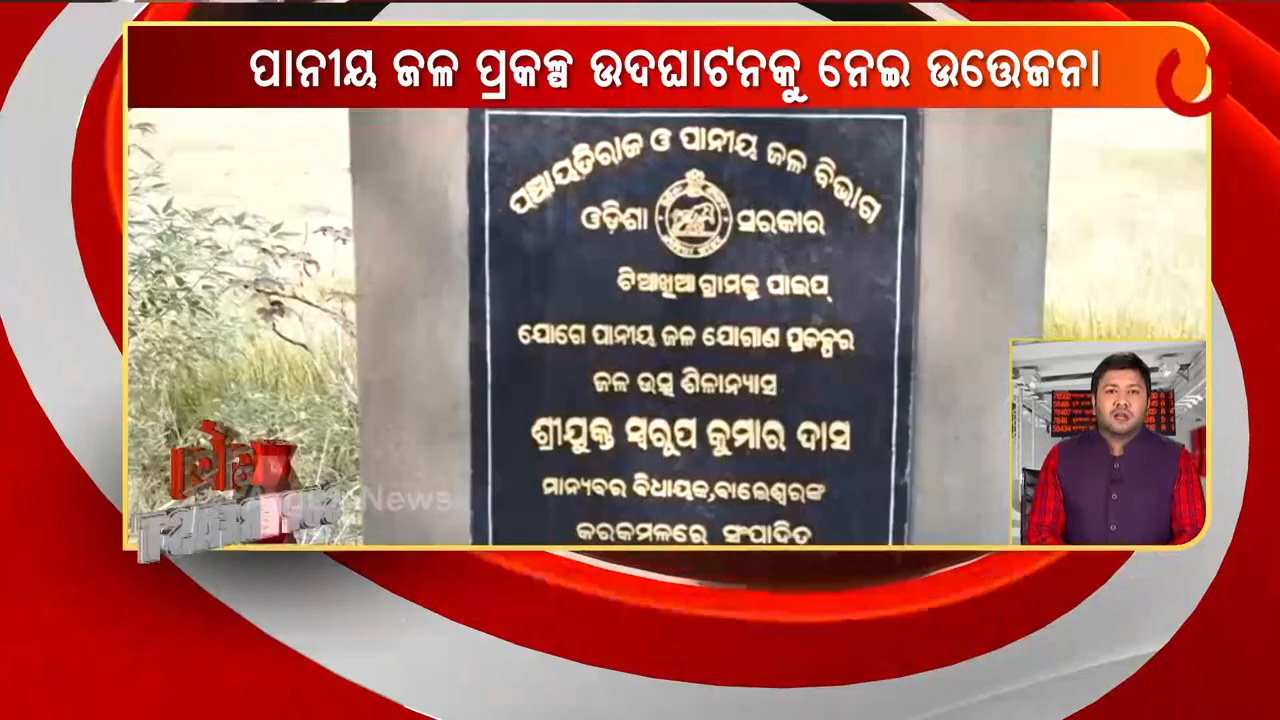 ପାନୀୟ ଜଳ ପ୍ରକଳ୍ପ ଉଦଘାଟନକୁ ନେଇ ଉତ୍ତେଜନା
ପଞ୍ଚାୟତିରାଜ ଓ ପାନୀୟ ଜଳ ବିଭାଗ
ଓଡ଼ିଶା ସରକାର
ଟିଆଖିଆ ଗ୍ରାମକୁ ପାଇପ୍
ଯୋଗେ ପାନୀୟ ଜଳ ଯୋଗାଣ ପ୍ରକଳ୍ପର
ଜଳ ଉତ୍ସ ଶିଳାନ୍ୟାସ
ଶ୍ରୀଯୁକ୍ତ ସ୍ୱରୂପ କୁମାର ଦାସ
ମାନ୍ୟବର ବିଧାୟକ,ବାଲେଶ୍ୱରଙ୍କ
କରକମଳରେ ସଂପାଦିତ
News